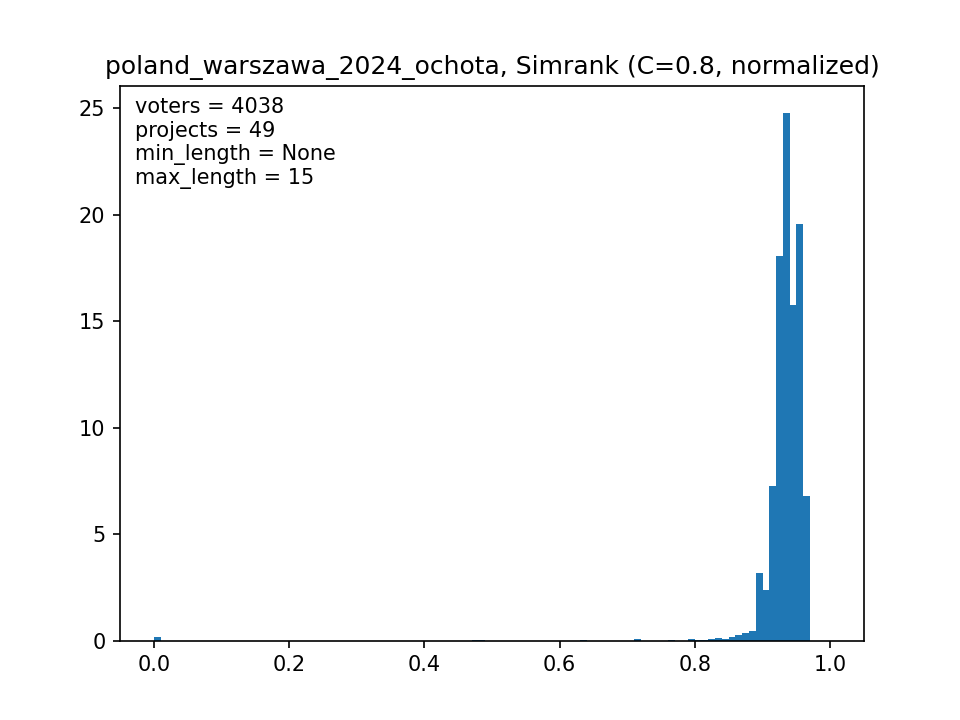 poland_warszawa_2024_ochota, Simrank (C=0.8, normalized)
voters = 4038
projects = 49
min_length = None
max_length = 15
25
20
15
10
5
0
0.0 0.2 0.4 0.6 0.8 1.0